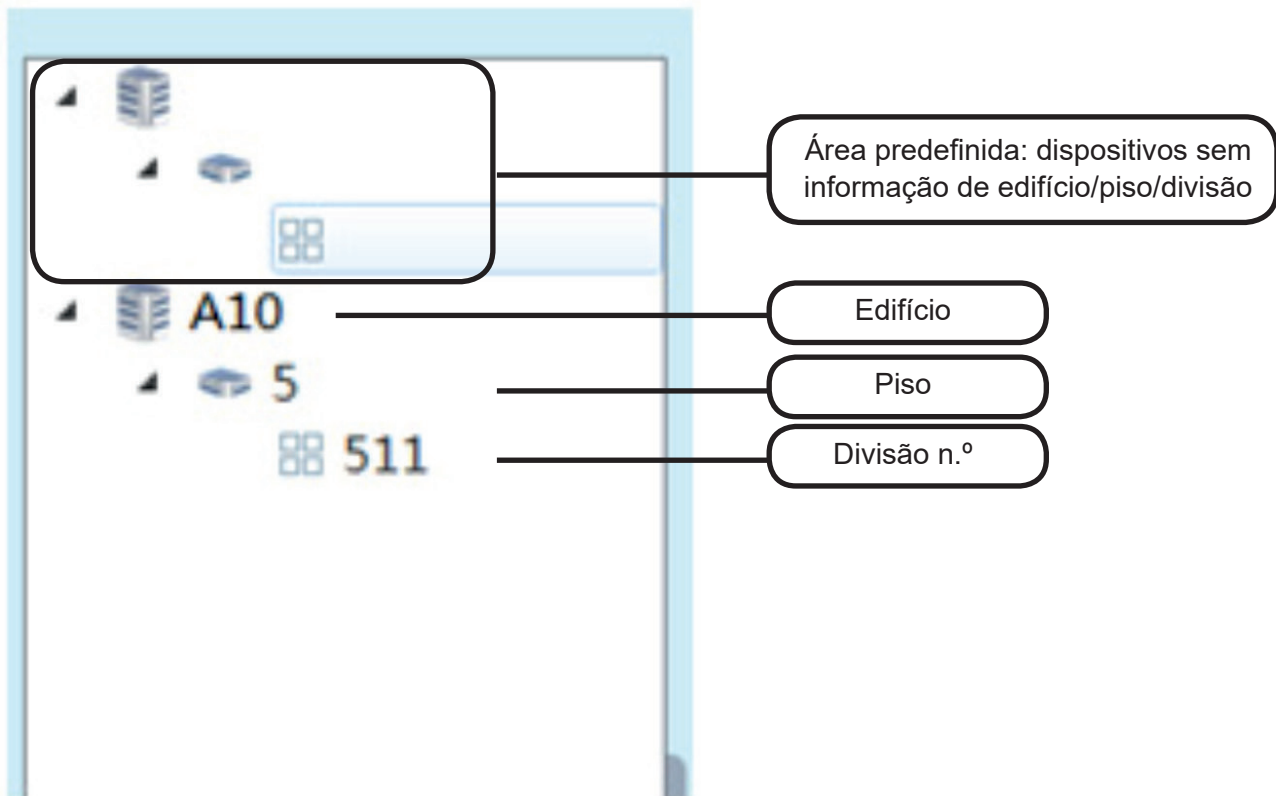 Área predefinida: dispositivos sem
informação de edifício/piso/divisão
A10
Edifício
5
Piso
511
Divisão n.º